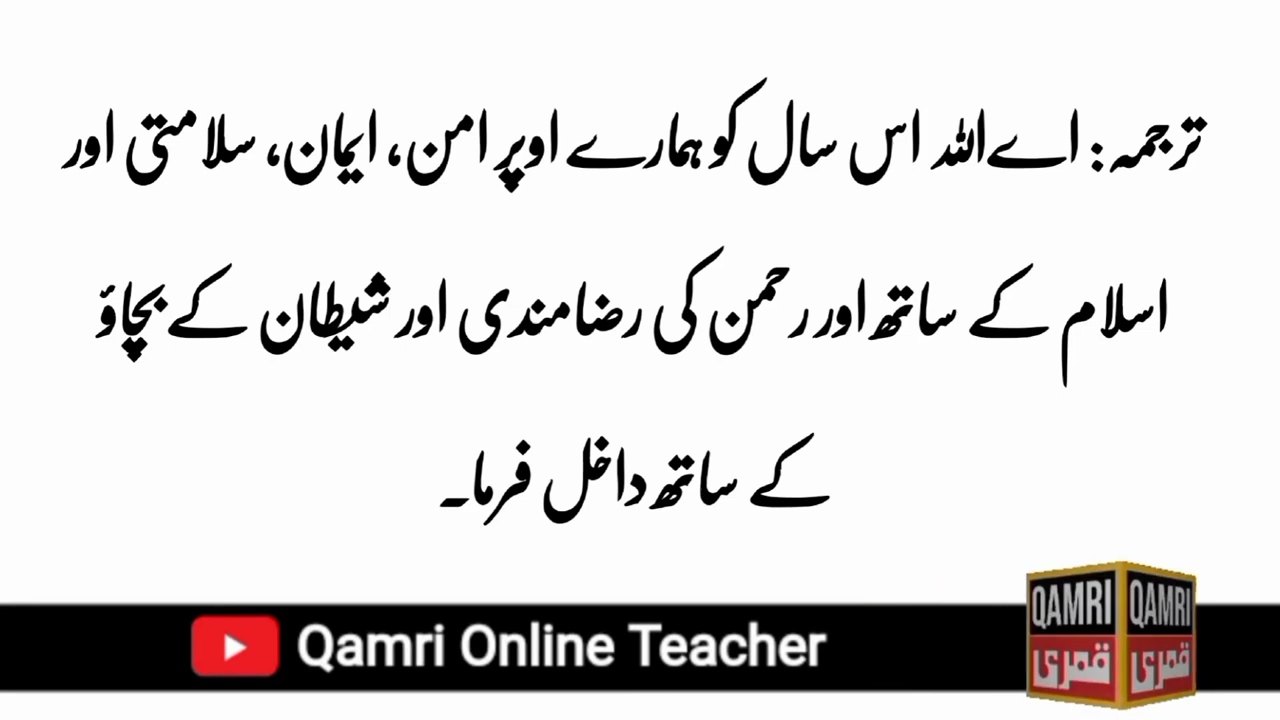 ترجمہ: اے اللہ اس سال کو ہمارے اوپر امن، ایمان، سلامتی اور
اسلام کے ساتھ اور رحمن کی رضامندی اور شیطان کے بچاؤ
کے ساتھ داخل فرما۔
Qamri Online Teacher
QAMRI QAMRI
قمری قمری